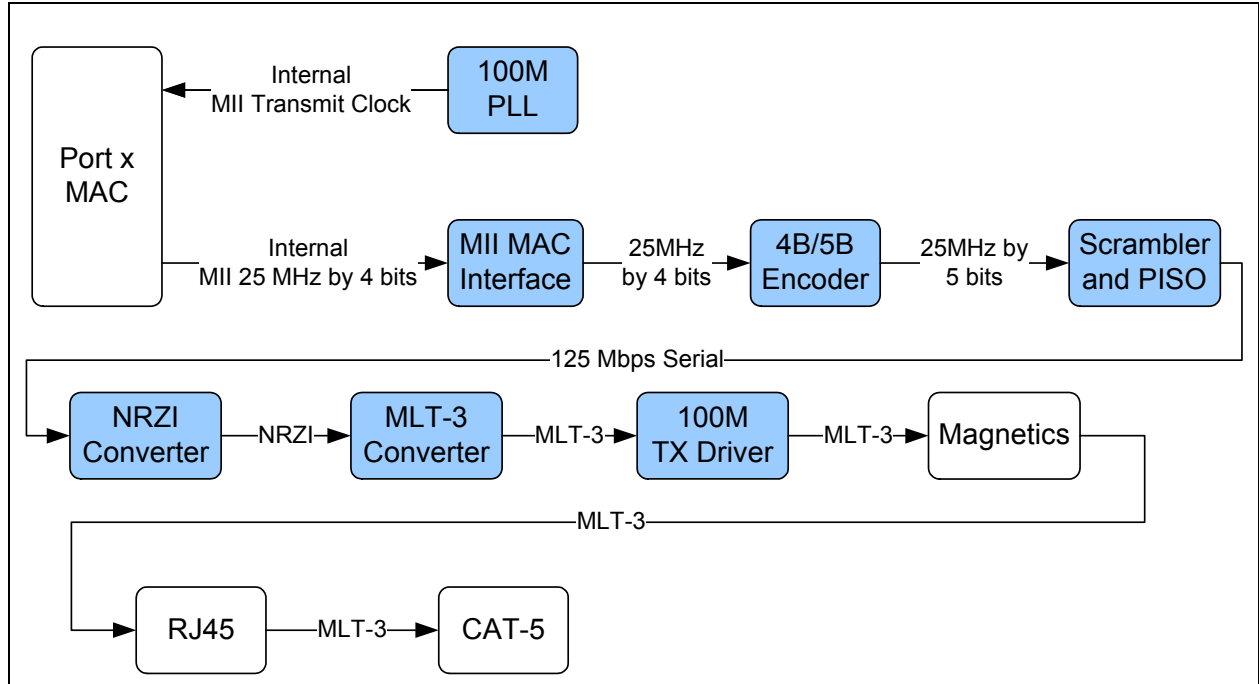 Internal
MII Transmit Clock
100M
PLL
Port x
MAC
Internal
MII 25 MHz by 4 bits
MII MAC
Interface
25MHz
by 4 bits
4B/5B
Encoder
25MHz by
5 bits
Scrambler
and PISO
125 Mbps Serial
NRZI
Converter
NRZI
MLT-3
Converter
MLT-3
100M
TX Driver
MLT-3
Magnetics
MLT-3
RJ45
MLT-3
CAT-5